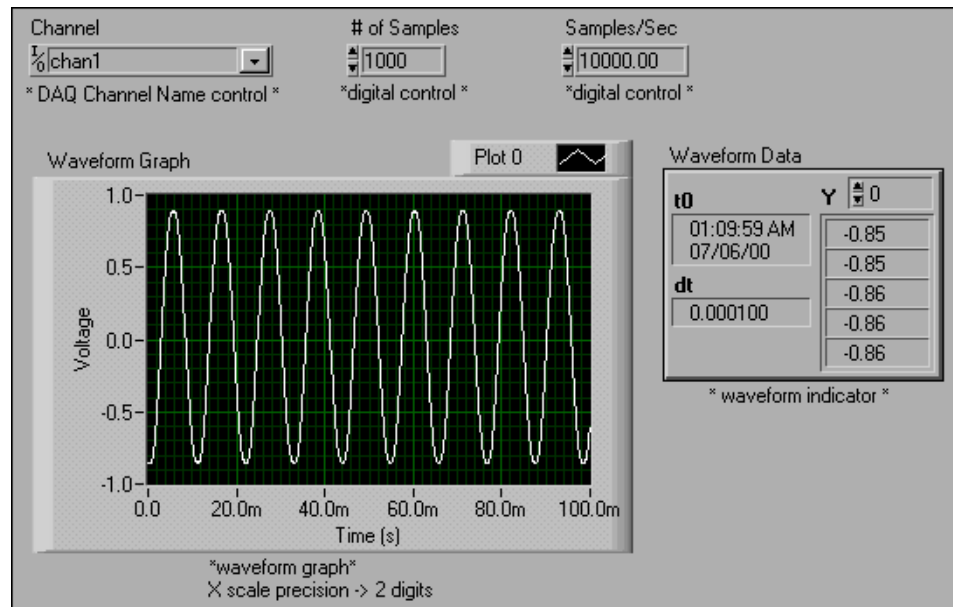 Channel
I/O chan1
* DAQ Channel Name control *
# of Samples
1000
*digital control *
Samples/Sec
10000.00
*digital control *
Waveform Graph
Plot 0
1.0
0.5
0.0
-0.5
-1.0
Voltage
0.0 20.0m 40.0m 60.0m 80.0m 100.0m
Time (s)
*waveform graph*
X scale precision -> 2 digits
Waveform Data
t0
01:09:59 AM
07/06/00
dt
0.000100
Y 0
-0.85
-0.85
-0.86
-0.86
-0.86
* waveform indicator *